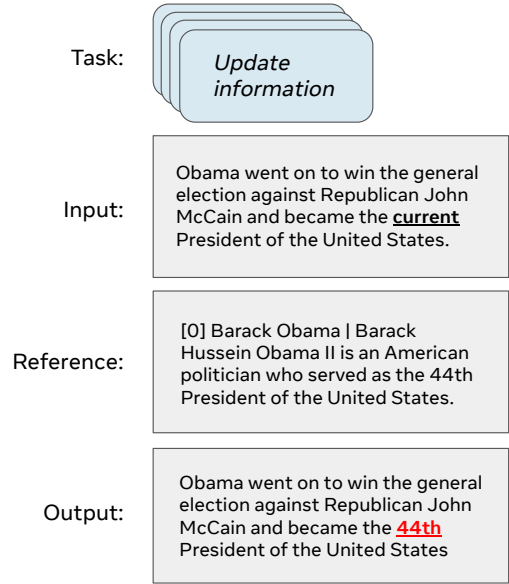 Task:
Update
information
Input:
Obama went on to win the general
election against Republican John
McCain and became the current
President of the United States.
Reference:
[0] Barack Obama | Barack
Hussein Obama II is an American
politician who served as the 44th
President of the United States.
Output:
Obama went on to win the general
election against Republican John
McCain and became the 44th
President of the United States